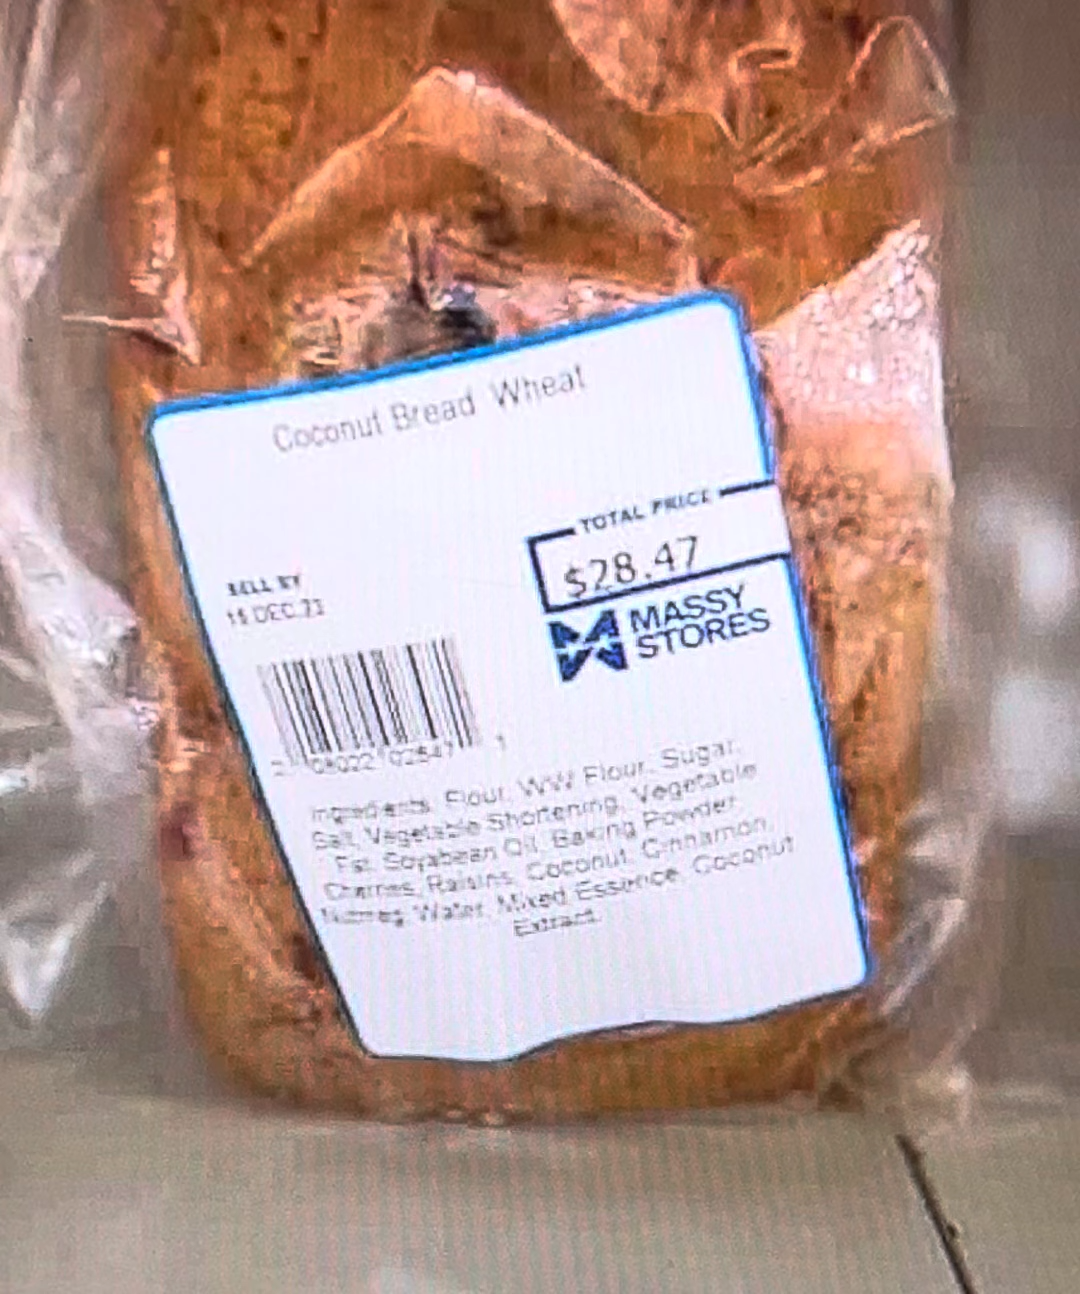 Coconut Bread Wheat
TOTAL PRICE
$28.47
SELL BY
DEC.23
MASSY
STORES
Ingredients: Flour, WW Flour, Sugar,
Salt, Vegetable Shortening, Vegetable
Fat, Soyabean Oil, Baking Powder,
Cherries, Raisins, Coconut, Cinnamon,
Nutmeg, Water, Mixed Essence, Coconut
Extract